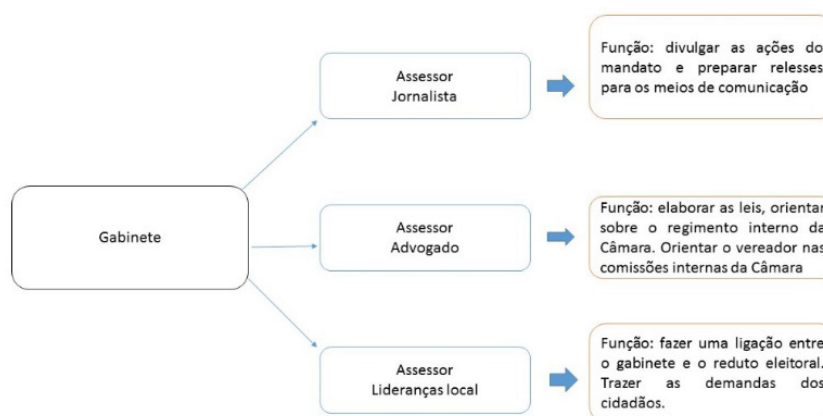 Gabinete
Assessor
Jornalista
Função: divulgar as ações do
mandato e preparar relesses
para os meios de comunicação
Assessor
Advogado
Função: elaborar as leis, orientar
sobre o regimento interno da
Câmara. Orientar o vereador nas
comissões internas da Câmara
Assessor
Lideranças local
Função: fazer uma ligação entre
o gabinete e o reduto eleitoral.
Trazer as demandas dos
cidadãos.